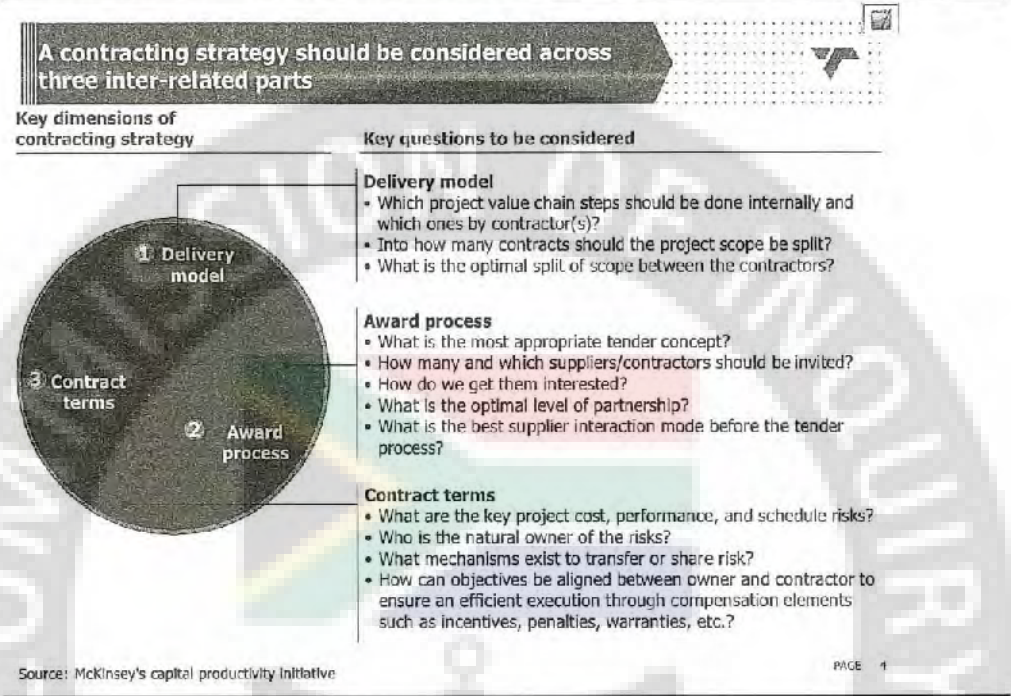 A contracting strategy should be considered across
three inter-related parts
Key dimensions of
contracting strategy
Key questions to be considered
1 Delivery
model
3 Contract
terms
2 Award
process
Delivery model
• Which project value chain steps should be done internally and
which ones by contractor(s)?
• Into how many contracts should the project scope be split?
• What is the optimal split of scope between the contractors?
Award process
• What is the most appropriate tender concept?
• How many and which suppliers/contractors should be invited?
• How do we get them interested?
• What is the optimal level of partnership?
• What is the best supplier interaction mode before the tender
process?
Contract terms
• What are the key project cost, performance, and schedule risks?
• Who is the natural owner of the risks?
• What mechanisms exist to transfer or share risk?
• How can objectives be aligned between owner and contractor to
ensure an efficient execution through compensation elements
such as incentives, penalties, warranties, etc.?
Source: McKinsey's capital productivity initiative
PAGE 4
OF INQUIRY